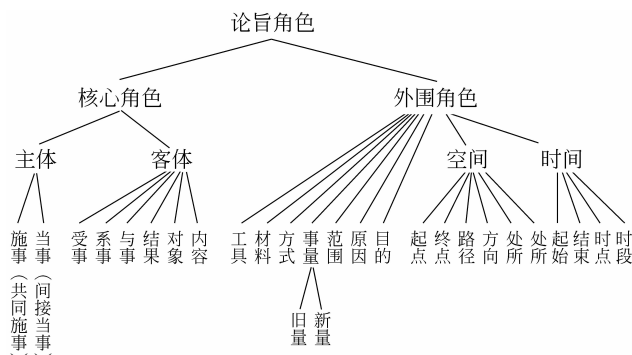 论旨角色
核心角色 外围角色
主体 客体 空间 时间
施事（共同施事） 当事（间接当事） 受事 系事 与事 结果 对象 内容 工具 材料 方式 事量 范围 原因 目的 起点 终点 路径 方向 处所 处所 起始 结束 时点 时段
旧量 新量